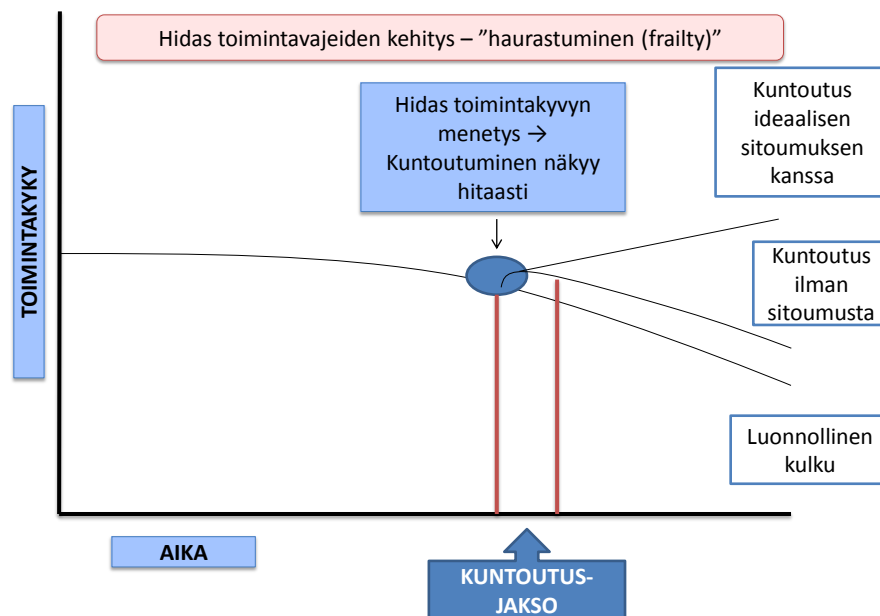 Hidas toimintavajeiden kehitys – ”haurastuminen (frailty)”
Hidas toimintakyvyn
menetys →
Kuntoutuminen näkyy
hitaasti
Kuntoutus
ideaalisen
sitoumuksen
kanssa
TOIMINTAKYKY
Kuntoutus
ilman
sitoumusta
Luonnollinen
kulku
AIKA
KUNTOUTUS-
JAKSO